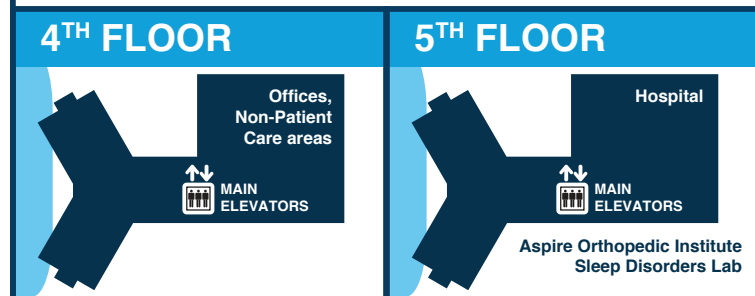 4TH FLOOR
Offices,
Non-Patient
Care areas
MAIN
ELEVATORS
5TH FLOOR
Hospital
MAIN
ELEVATORS
Aspire Orthopedic Institute
Sleep Disorders Lab